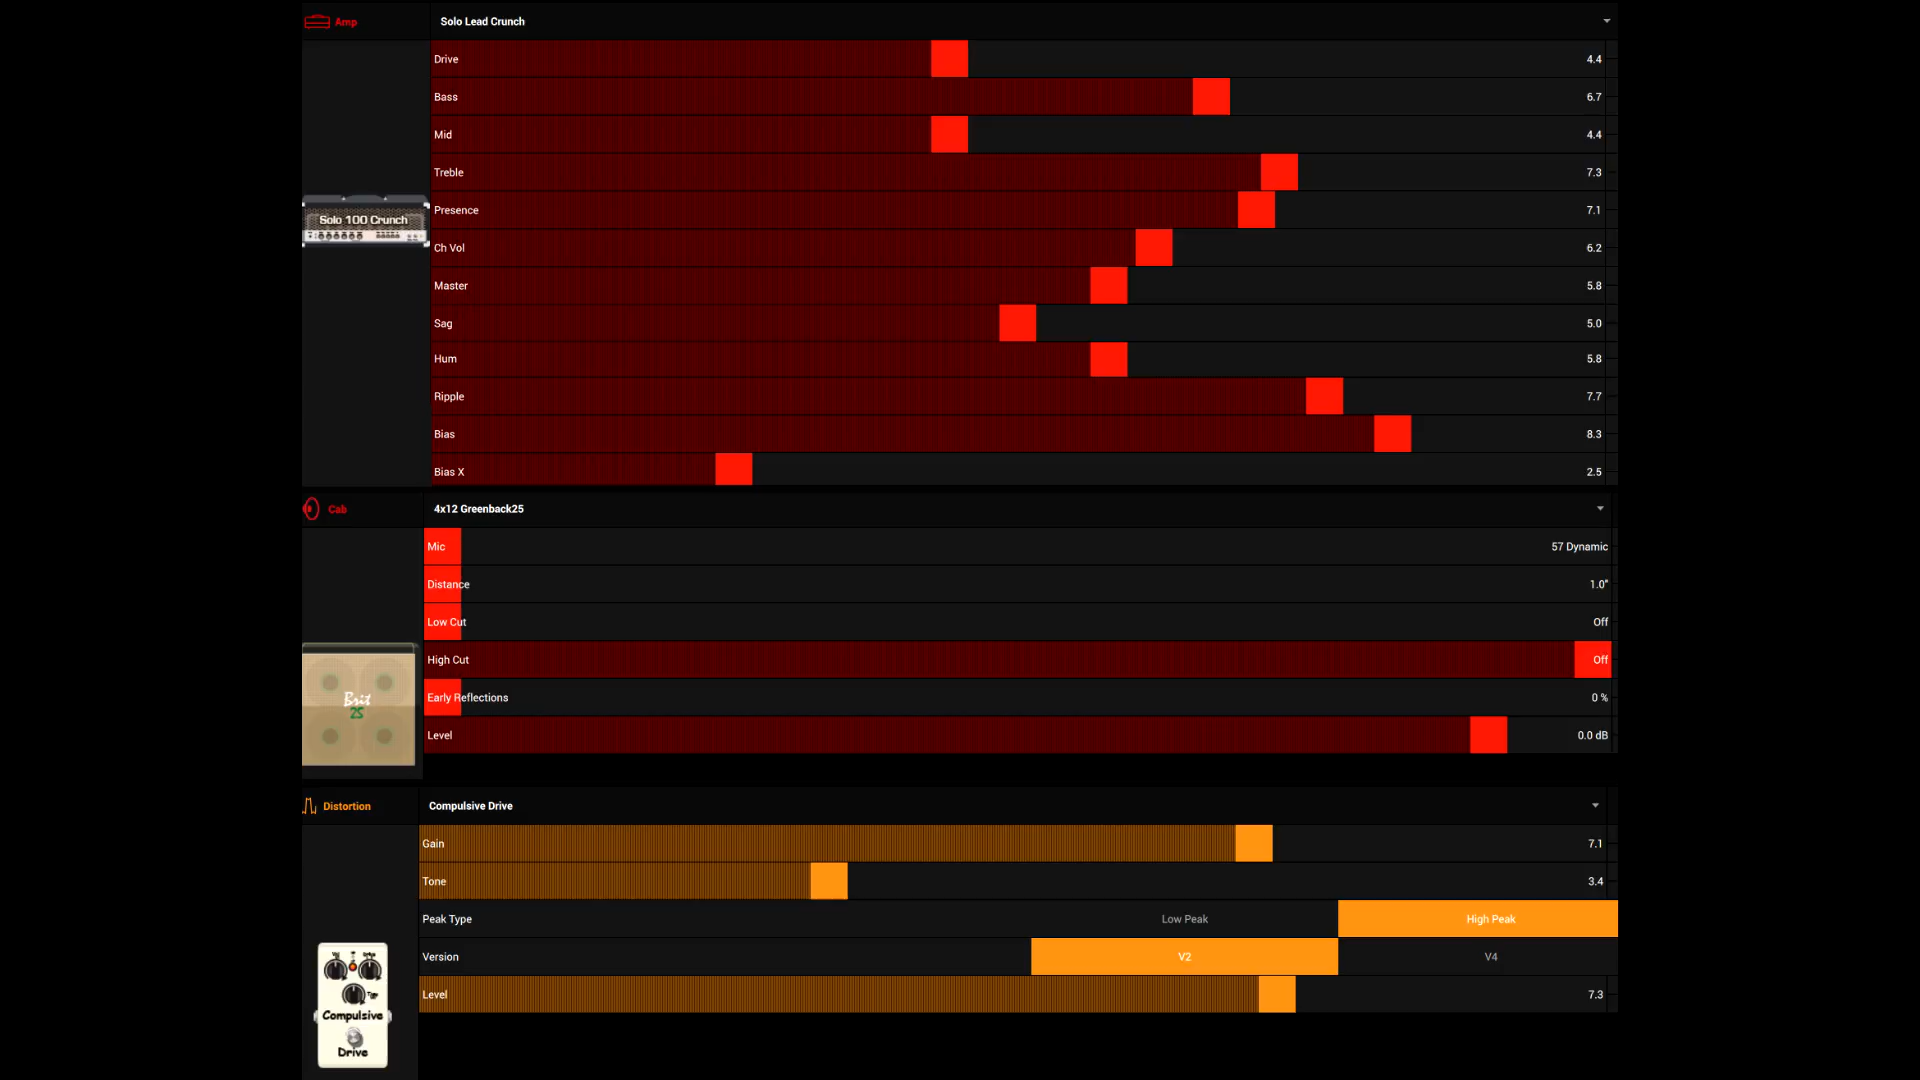 Amp Solo Lead Crunch
Drive 4.4
Bass 6.7
Mid 4.4
Treble 7.3
Presence 7.1
Solo 100 Crunch
Ch Vol 6.2
Master 5.8
Sag 5.0
Hum 5.8
Ripple 7.7
Bias 8.3
Bias X 2.5
Cab 4x12 Greenback25
Mic 57 Dynamic
Distance 1.0"
Low Cut Off
High Cut Off
Early Reflections 0 %
Brit
25
Level 0.0 dB
Distortion Compulsive Drive
Gain 7.1
Tone 3.4
Peak Type Low Peak High Peak
Version V2 V4
Level 7.3
Compulsive
Drive